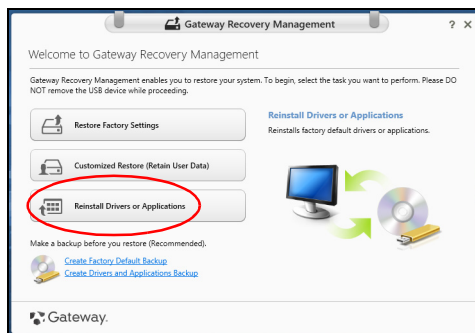 Gateway Recovery Management
? X
Welcome to Gateway Recovery Management
Gateway Recovery Management enables you to restore your system. To begin, select the task you want to perform. Please DO
NOT remove the USB device while proceeding.
Restore Factory Settings
Customized Restore (Retain User Data)
Reinstall Drivers or Applications
Reinstall Drivers or Applications
Reinstalls factory default drivers or applications.
Make a backup before you restore (Recommended).
Create Factory Default Backup
Create Drivers and Applications Backup
Gateway.